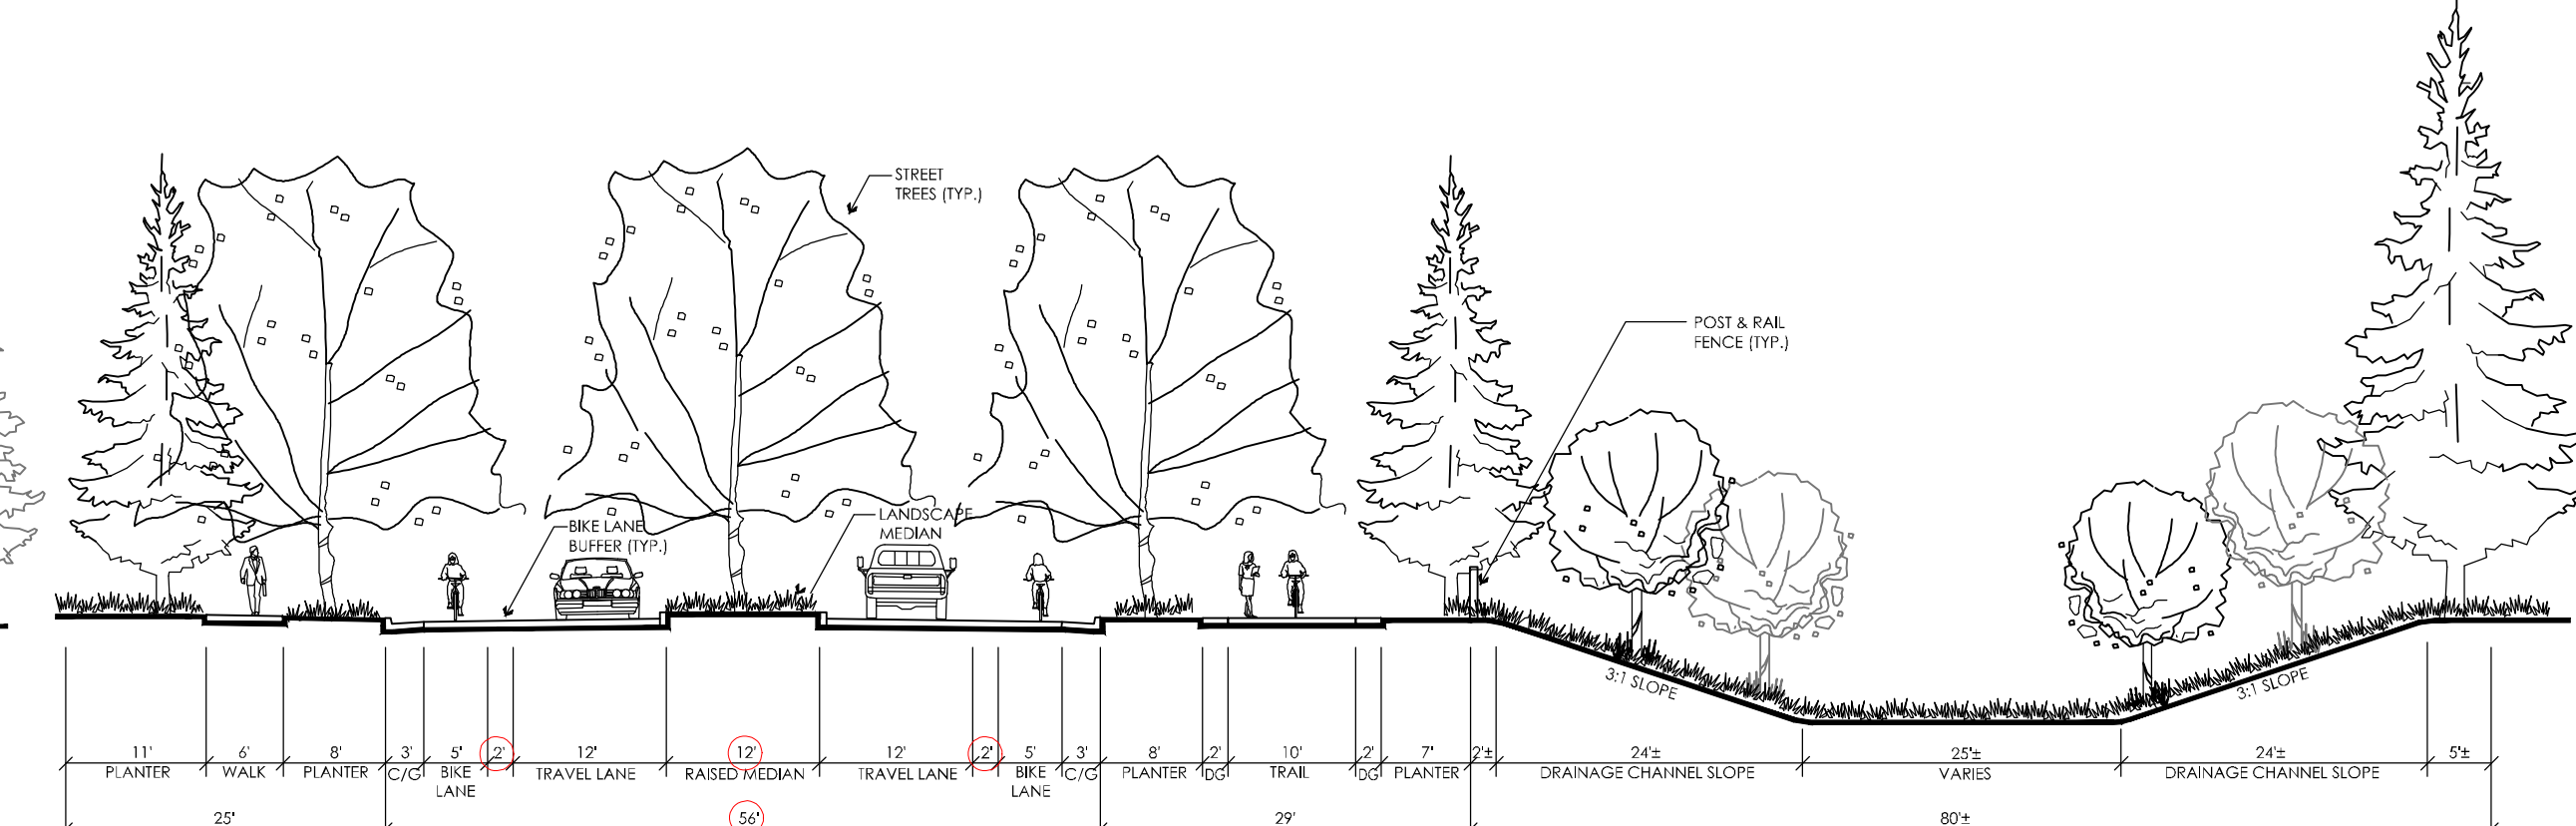 STREET
TREES (TYP.)
POST & RAIL
FENCE (TYP.)
BIKE LANE
BUFFER (TYP.)
LANDSCAPE
MEDIAN
3:1 SLOPE
3:1 SLOPE
11' 6' 8' 3' 5' 2' 12' 12' 12' 2' 5' 3' 8' 2' 10' 2' 7' 2'± 24'± 25'± 24'± 5'±
PLANTER WALK PLANTER C/G BIKE TRAVEL LANE RAISED MEDIAN TRAVEL LANE BIKE C/G PLANTER DG TRAIL DG PLANTER DRAINAGE CHANNEL SLOPE VARIES DRAINAGE CHANNEL SLOPE
LANE LANE
25' 56' 29' 80'±